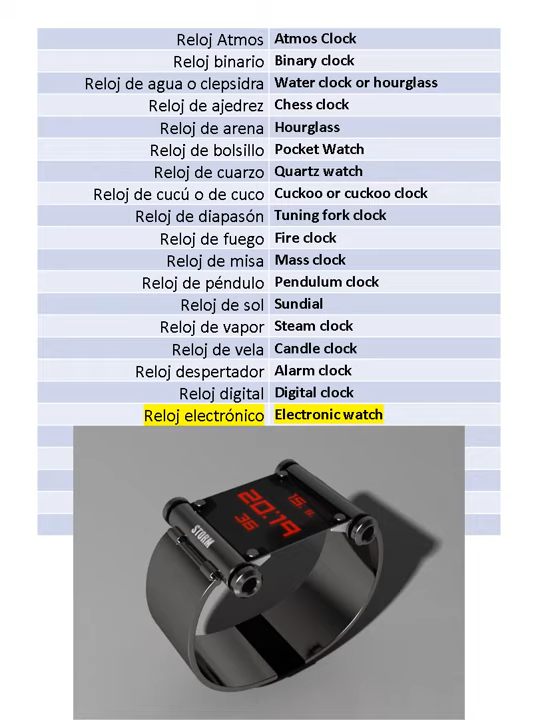 Reloj Atmos Atmos Clock
Reloj binario Binary clock
Reloj de agua o clepsidra Water clock or hourglass
Reloj de ajedrez Chess clock
Reloj de arena Hourglass
Reloj de bolsillo Pocket Watch
Reloj de cuarzo Quartz watch
Reloj de cucú o de cuco Cuckoo or cuckoo clock
Reloj de diapasón Tuning fork clock
Reloj de fuego Fire clock
Reloj de misa Mass clock
Reloj de péndulo Pendulum clock
Reloj de sol Sundial
Reloj de vapor Steam clock
Reloj de vela Candle clock
Reloj despertador Alarm clock
Reloj digital Digital clock
Reloj electrónico Electronic watch
20:19
36
STORM